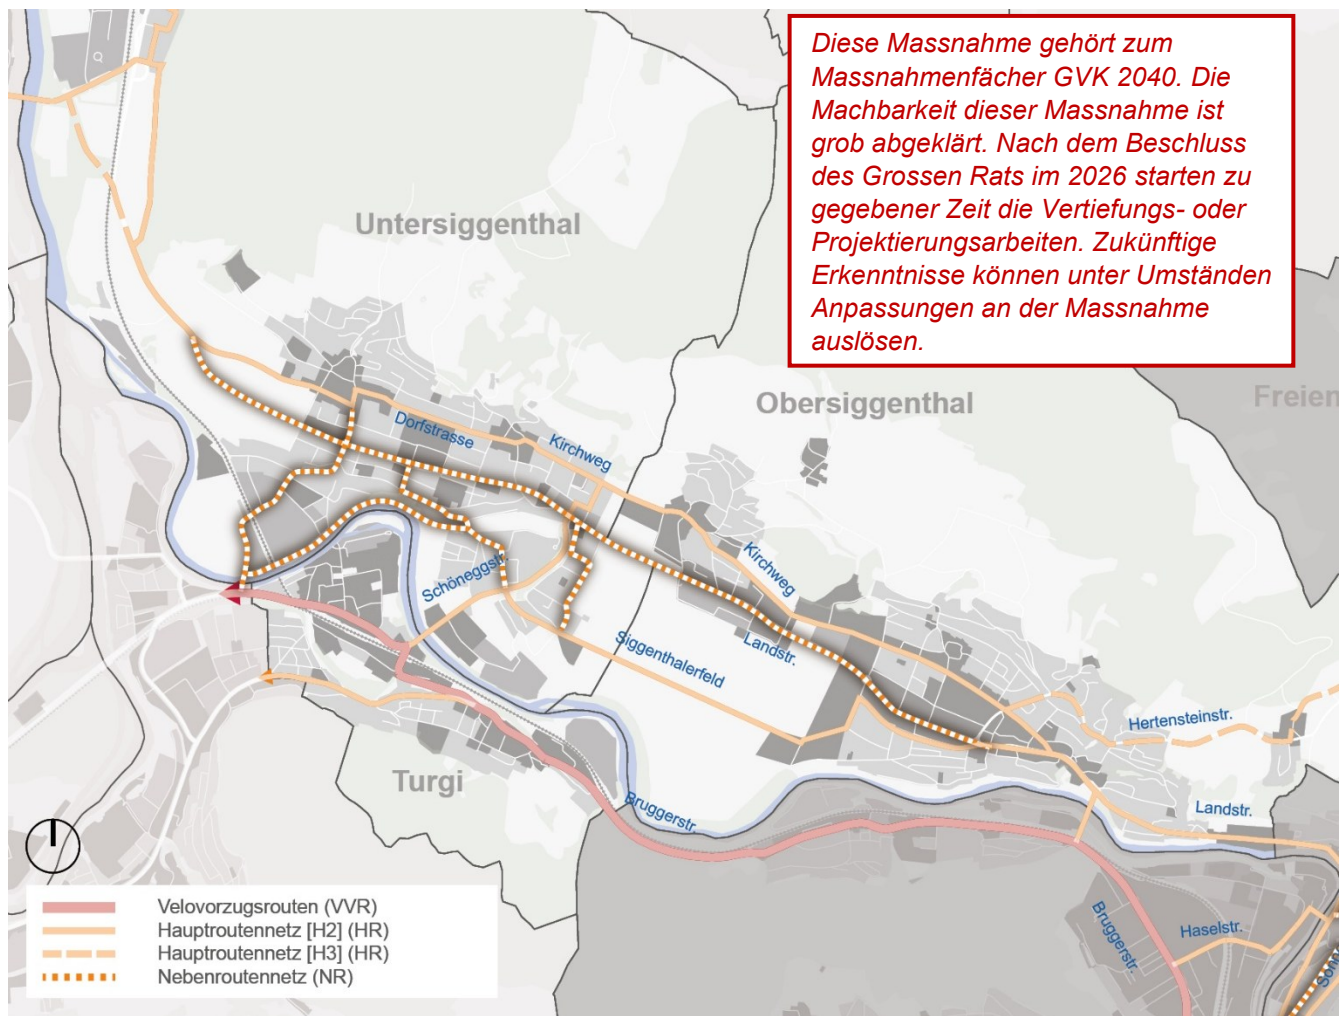 Diese Massnahme gehört zum
Massnahmenfächer GVK 2040. Die
Machbarkeit dieser Massnahme ist
grob abgeklärt. Nach dem Beschluss
des Grossen Rats im 2026 starten zu
gegebener Zeit die Vertiefungs- oder
Projektierungsarbeiten. Zukünftige
Erkenntnisse können unter Umständen
Anpassungen an der Massnahme
auslösen.
Untersiggenthal
Obersiggenthal
Freien
Dorfstrasse
Kirchweg
Kirchweg
Schöneggstr.
Siggenthalerfeld
Landstr.
Hertensteinstr.
Turgi
Bruggerstr.
Landstr.
Bruggerstr.
Haselstr.
Velovorzugsrouten (VVR)
Hauptroutennetz [H2] (HR)
Hauptroutennetz [H3] (HR)
Nebenroutennetz (NR)